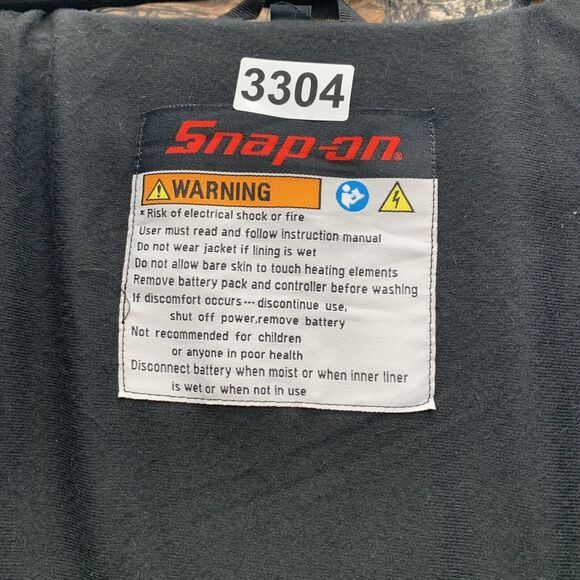 3304
Snap-on®
WARNING
* Risk of electrical shock or fire
User must read and follow instruction manual
Do not wear jacket if lining is wet
Do not allow bare skin to touch heating elements
Remove battery pack and controller before washing
If discomfort occurs --- discontinue use,
shut off power,remove battery
Not recommended for children
or anyone in poor health
Disconnect battery when moist or when inner liner
is wet or when not in use